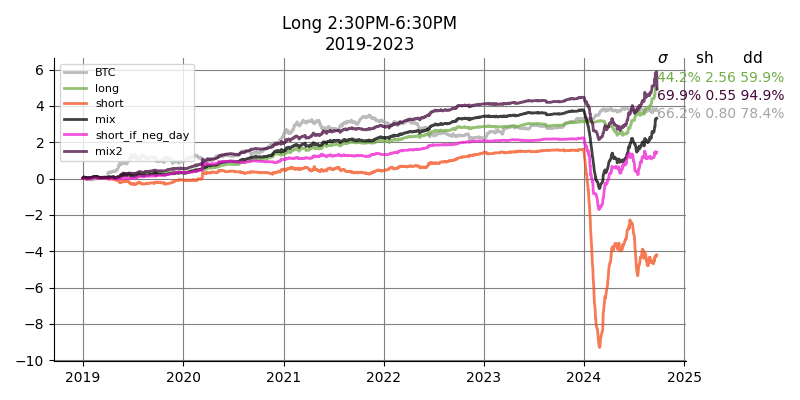 Long 2:30PM-6:30PM
2019-2023
σ sh dd
44.2% 2.56 59.9%
69.9% 0.55 94.9%
66.2% 0.80 78.4%
BTC
long
short
mix
short_if_neg_day
mix2
6
4
2
0
−2
−4
−6
−8
−10
2019 2020 2021 2022 2023 2024 2025